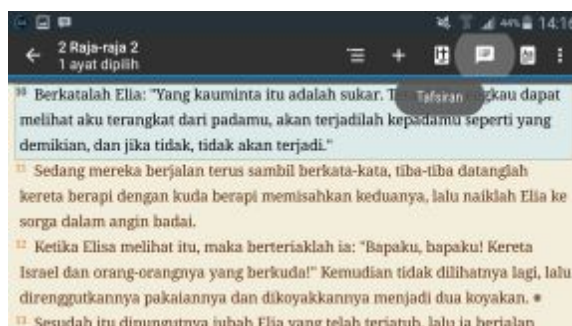 44% 14:16
2 Raja-raja 2
1 ayat dipilih
Tafsiran
10 Berkatalah Elia: "Yang kauminta itu adalah sukar. gkau dapat
melihat aku terangkat dari padamu, akan terjadilah kepadamu seperti yang
demikian, dan jika tidak, tidak akan terjadi."
11 Sedang mereka berjalan terus sambil berkata-kata, tiba-tiba datanglah
kereta berapi dengan kuda berapi memisahkan keduanya, lalu naiklah Elia ke
sorga dalam angin badai.
12 Ketika Elisa melihat itu, maka berteriaklah ia: "Bapaku, bapaku! Kereta
Israel dan orang-orangnya yang berkuda!" Kemudian tidak dilihatnya lagi, lalu
direnggutkannya pakaiannya dan dikoyakkannya menjadi dua koyakan.
13 Sesudah itu dipungutnya jubah Elia yang telah terjatuh, lalu ia berjalan